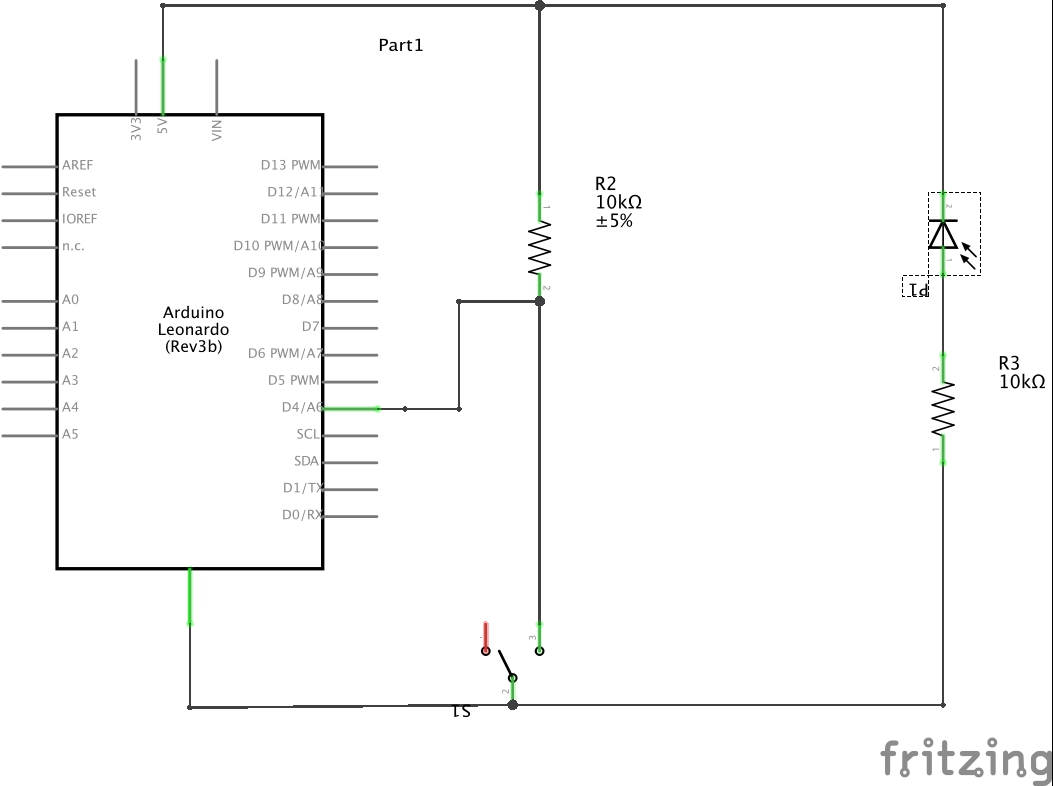 Part1
3V3
5V
VIN
AREF
Reset
IOREF
n.c.
A0
A1
A2
A3
A4
A5
Arduino
Leonardo
(Rev3b)
D13 PWM
D12/A11
D11 PWM
D10 PWM/A10
D9 PWM/A9
D8/A8
D7
D6 PWM/A7
D5 PWM
D4/A6
SCL
SDA
D1/TX
D0/RX
1
R2
10kΩ
±5%
2
2
1
P1
2
R3
10kΩ
1
3
2
S1
fritzing